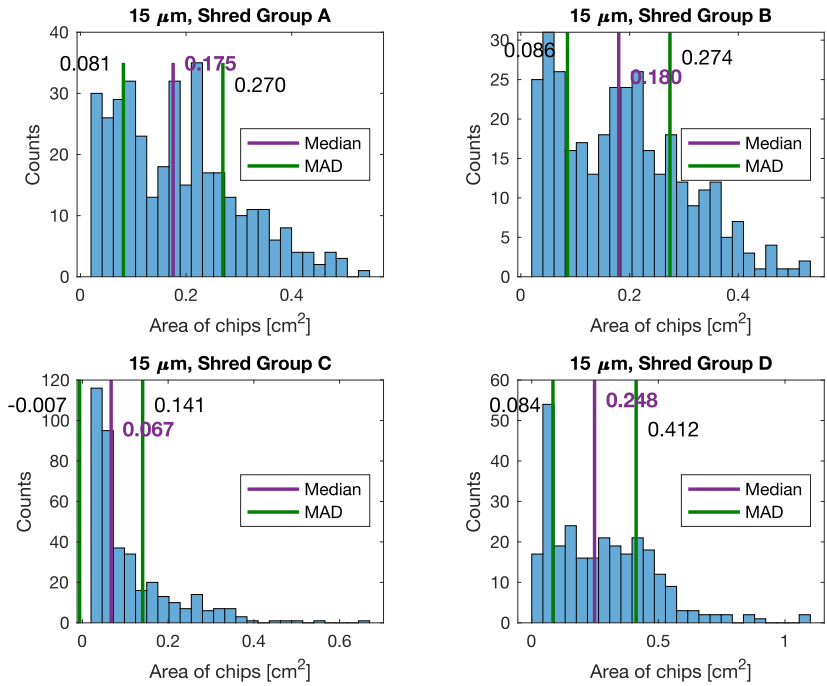 15 μm, Shred Group A
40
30
20
10
0
Counts
0.081
0.175
0.270
Median
MAD
0
0.2
0.4
Area of chips [cm²]
15 μm, Shred Group B
30
25
20
15
10
5
0
Counts
0.086
0.180
0.274
Median
MAD
0
0.2
0.4
Area of chips [cm²]
15 μm, Shred Group C
120
100
80
60
40
20
0
Counts
-0.007
0.067
0.141
Median
MAD
0
0.2
0.4
0.6
Area of chips [cm²]
15 μm, Shred Group D
60
50
40
30
20
10
0
Counts
0.084
0.248
0.412
Median
MAD
0
0.5
1
Area of chips [cm²]